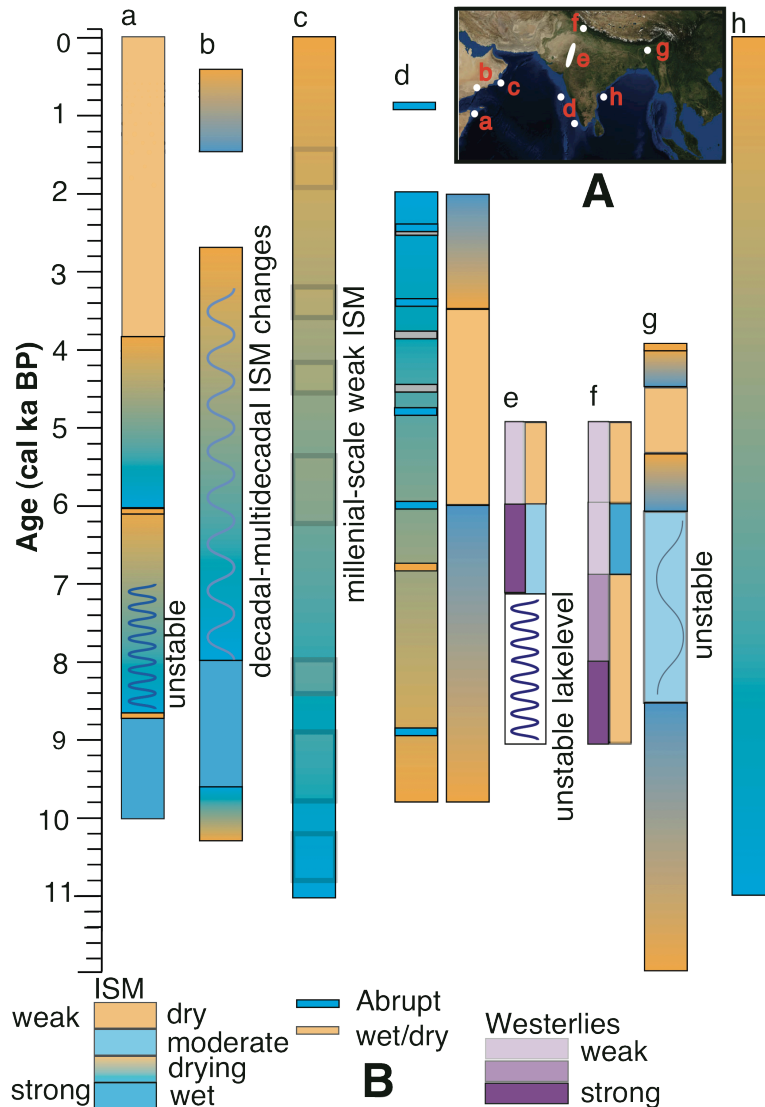 a
b
c
d
h
f
g
e
b
c
d
h
a
A
0
1
2
3
4
5
6
7
8
9
10
11
Age (cal ka BP)
unstable
decadal-multidecadal ISM changes
millenial-scale weak ISM
e
f
g
unstable lakelevel
unstable
ISM
weak
dry
moderate
drying
strong
wet
Abrupt
wet/dry
B
Westerlies
weak
strong